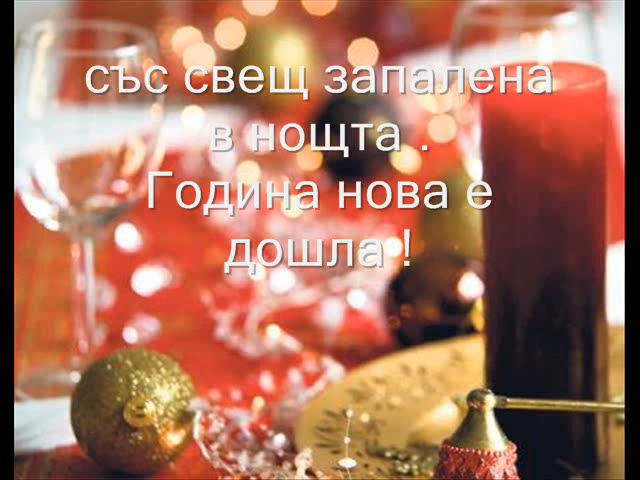 със свещ запалена
в нощта .
Година нова е
дошла !